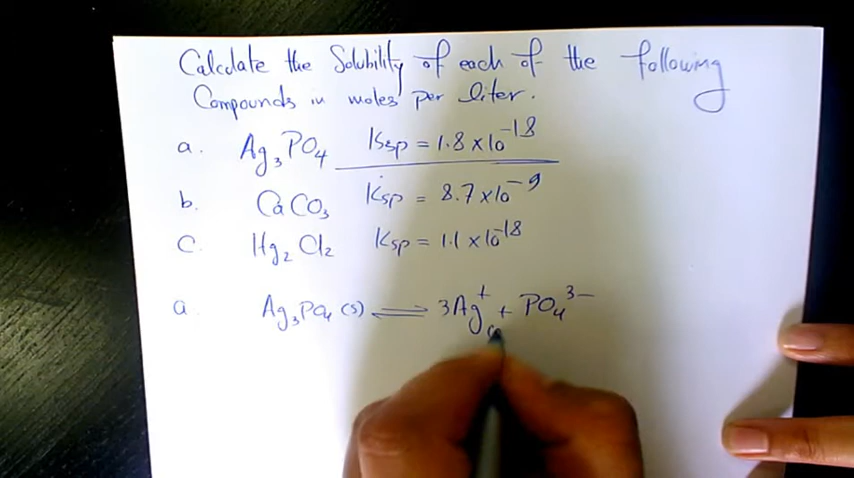 Calculate the Solubility of each of the following
Compounds in moles per liter.
a. Ag₃PO₄ Ksp = 1.8 x 10⁻¹⁸
b. CaCO₃ Ksp = 8.7 x 10⁻⁹
C. Hg₂Cl₂ Ksp = 1.1 x 10⁻¹⁸
a. Ag₃PO₄ (s) ⇌ 3Ag⁺ + PO₄³⁻